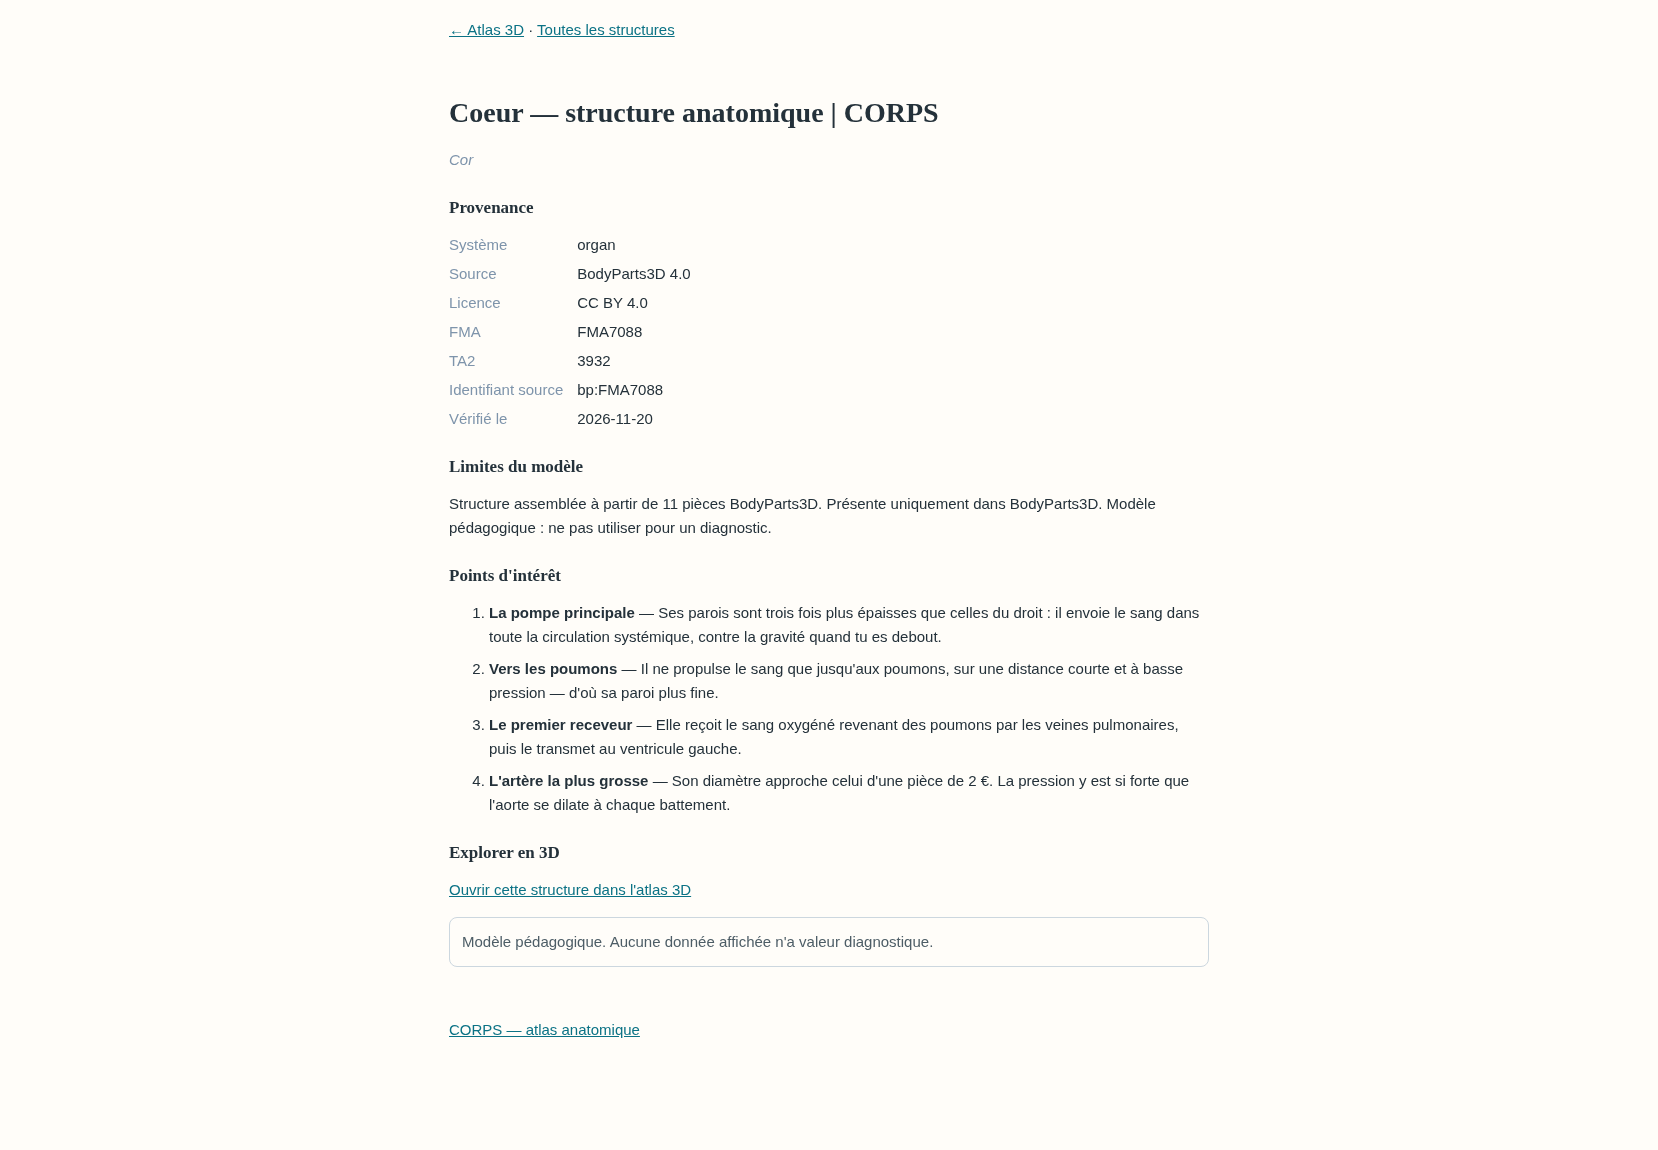 ← Atlas 3D · Toutes les structures
Coeur — structure anatomique | CORPS
Cor
Provenance
Système organ
Source BodyParts3D 4.0
Licence CC BY 4.0
FMA FMA7088
TA2 3932
Identifiant source bp:FMA7088
Vérifié le 2026-11-20
Limites du modèle
Structure assemblée à partir de 11 pièces BodyParts3D. Présente uniquement dans BodyParts3D. Modèle
pédagogique : ne pas utiliser pour un diagnostic.
Points d'intérêt
1. La pompe principale — Ses parois sont trois fois plus épaisses que celles du droit : il envoie le sang dans
toute la circulation systémique, contre la gravité quand tu es debout.
2. Vers les poumons — Il ne propulse le sang que jusqu'aux poumons, sur une distance courte et à basse
pression — d'où sa paroi plus fine.
3. Le premier receveur — Elle reçoit le sang oxygéné revenant des poumons par les veines pulmonaires,
puis le transmet au ventricule gauche.
4. L'artère la plus grosse — Son diamètre approche celui d'une pièce de 2 €. La pression y est si forte que
l'aorte se dilate à chaque battement.
Explorer en 3D
Ouvrir cette structure dans l'atlas 3D
Modèle pédagogique. Aucune donnée affichée n'a valeur diagnostique.
CORPS — atlas anatomique